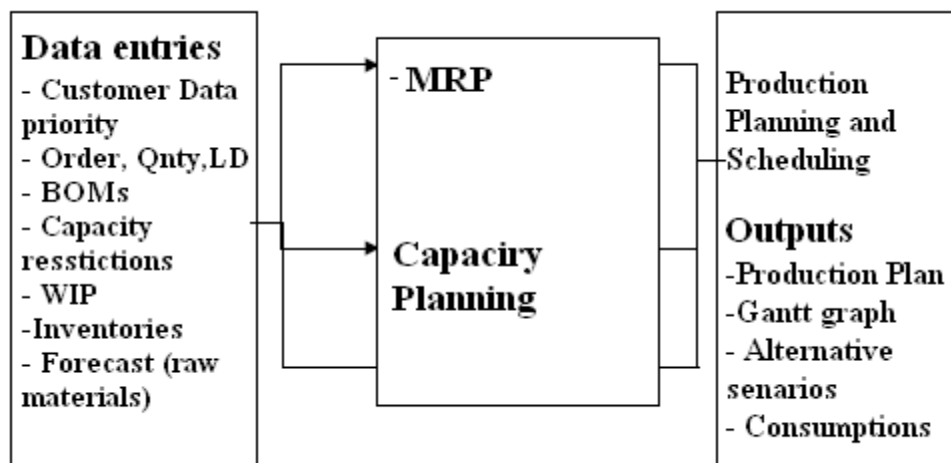 Data entries
- Customer Data
priority
- Order, Qnty,LD
- BOMs
- Capacity
resstictions
- WIP
-Inventories
- Forecast (raw
materials)
- MRP
Capaciry
Planning
Production
Planning and
Scheduling
Outputs
-Production Plan
-Gantt graph
- Alternative
senarios
- Consumptions